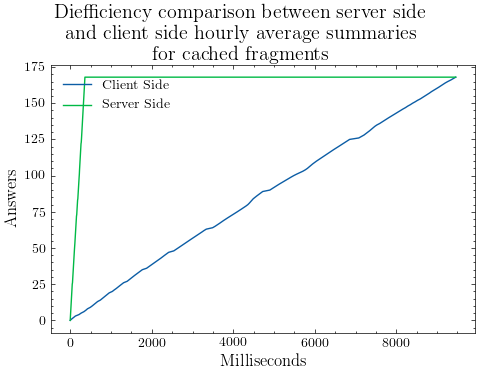 Diefficiency comparison between server side
and client side hourly average summaries
for cached fragments
175
150
125
100
75
50
25
0
Answers
Client Side
Server Side
0 2000 4000 6000 8000
Milliseconds